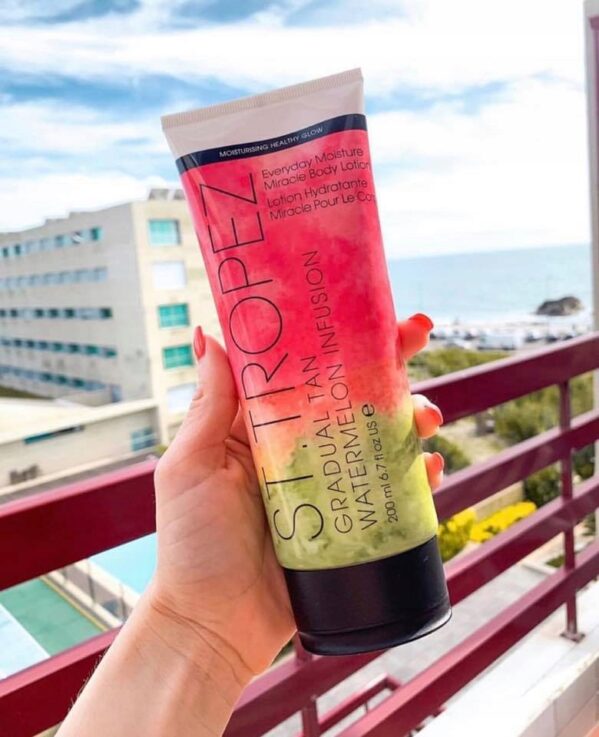 MOISTURISING HEALTHY GLOW
Everyday Moisture
Miracle Body Lotion
Lotion Hydratante
Miracle Pour Le
ST.TROPEZ
GRADUAL TAN
WATERMELON INFUSION
200 ml 6.7 fl oz US e